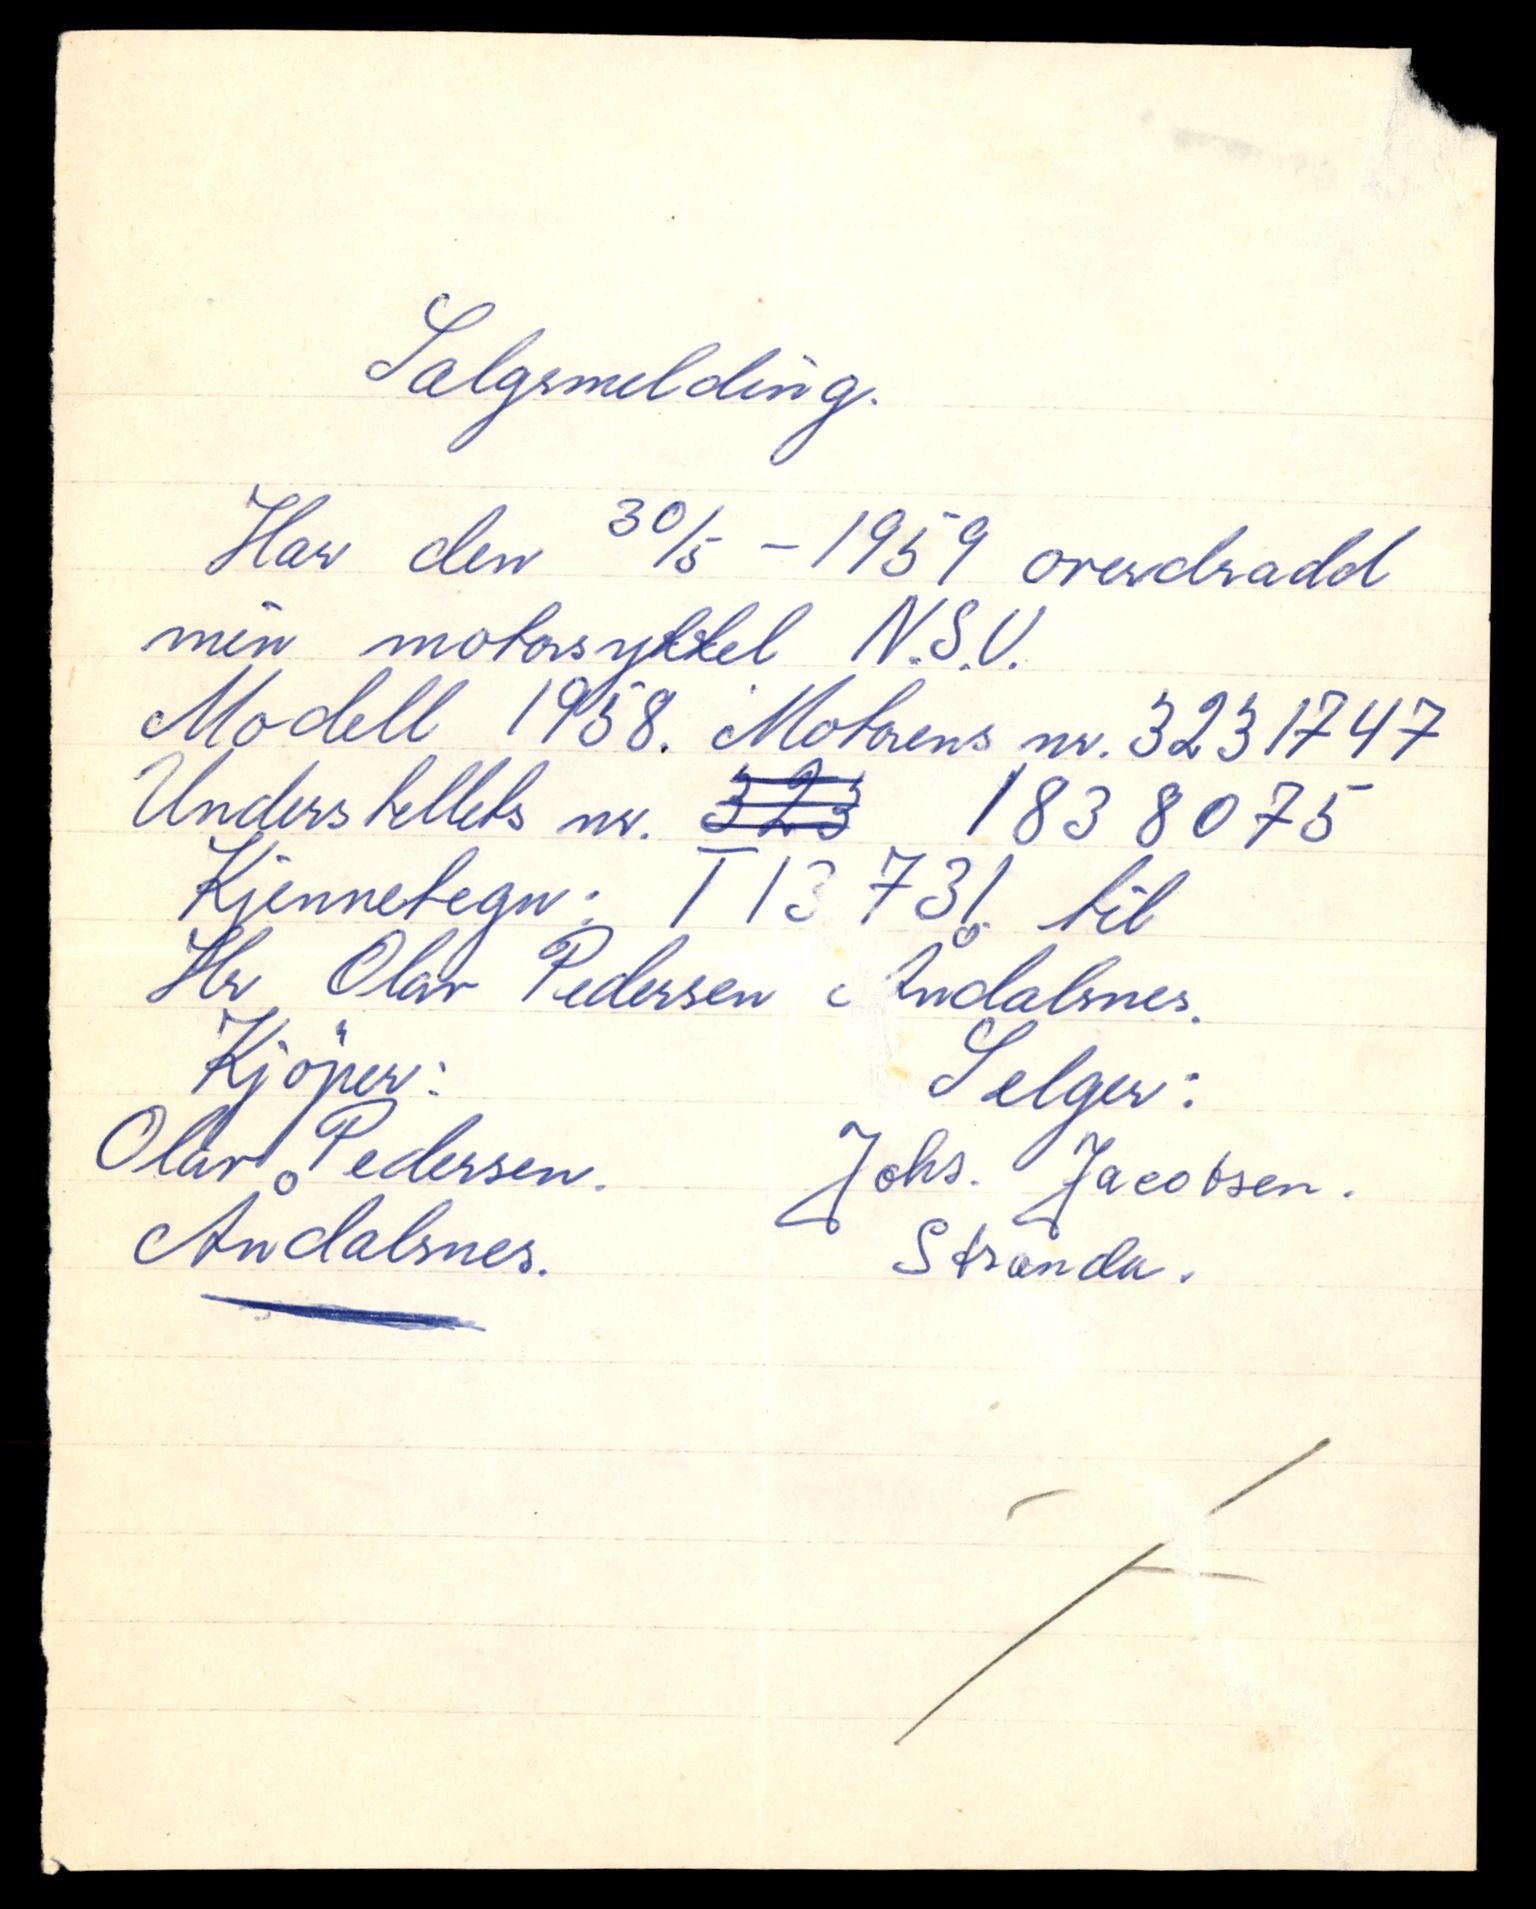 Salgsmelding.
Har den 30/5 - 1959 overdradd
min motorsykkel N.S.U.
Modell 1958. Motorens nr. 3231747
Understellets nr. 323 1838075
Kjennetegn: T 13731. til
Hr Olav Pedersen Åndalsnes.
Kjöper: Selger:
Olav Pedersen. Johs. Jacobsen.
Åndalsnes. Stranda.